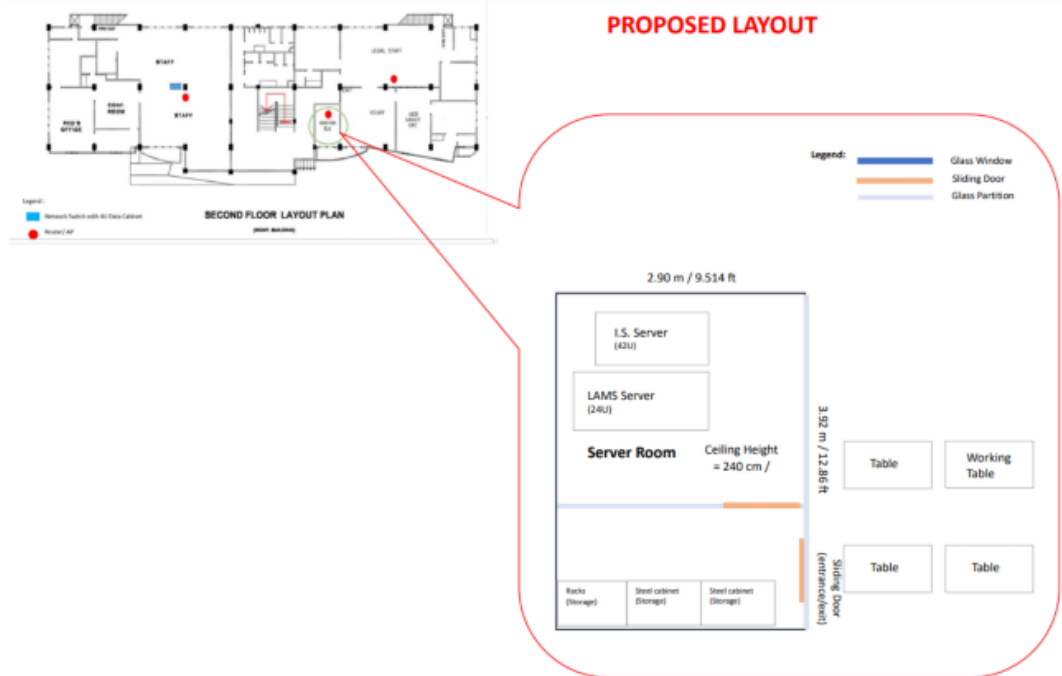 PROPOSED LAYOUT
LEGAL STAFF
STAFF
STAFF
CONF.
ROOM
OFFICE
STAFF
Legend :
Network Switch with 4U Data Cabinet
Router/ AP
SECOND FLOOR LAYOUT PLAN
Legend:
Glass Window
Sliding Door
Glass Partition
2.90 m / 9.514 ft
I.S. Server
(42U)
LAMS Server
(24U)
Server Room
Ceiling Height
= 240 cm /
3.92 m / 12.86 ft
Table
Working
Table
Sliding Door
(entrance/exit)
Table
Table
Racks
(Storage)
Steel cabinet
(Storage)
Steel cabinet
(Storage)